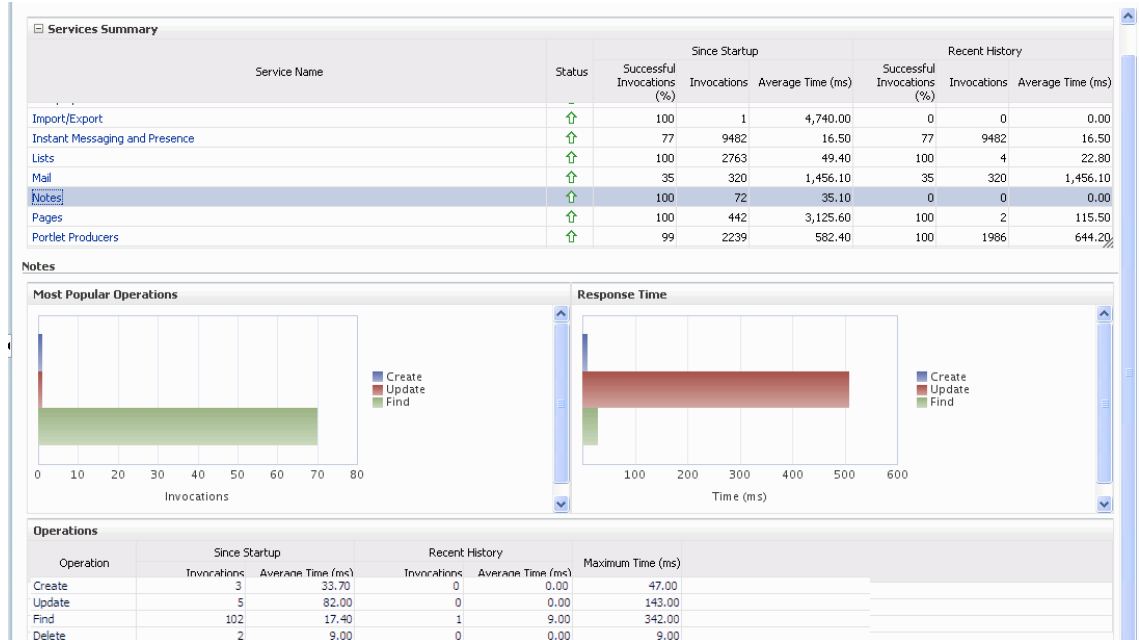 Services Summary
Since Startup Recent History
Service Name Status Successful Invocations (%) Invocations Average Time (ms) Successful Invocations (%) Invocations Average Time (ms)
Import/Export 100 1 4,740.00 0 0 0.00
Instant Messaging and Presence 77 9482 16.50 77 9482 16.50
Lists 100 2763 49.40 100 4 22.80
Mail 35 320 1,456.10 35 320 1,456.10
Notes 100 72 35.10 0 0 0.00
Pages 100 442 3,125.60 100 2 115.50
Portlet Producers 99 2239 582.40 100 1986 644.20
Notes
Most Popular Operations Response Time
Create
Update
Find
0 10 20 30 40 50 60 70 80
Invocations
Create
Update
Find
100 200 300 400 500 600
Time (ms)
Operations
Since Startup Recent History
Operation Invocations Average Time (ms) Invocations Average Time (ms) Maximum Time (ms)
Create 3 33.70 0 0.00 47.00
Update 5 82.00 0 0.00 143.00
Find 102 17.40 1 9.00 342.00
Delete 2 9.00 0 0.00 9.00